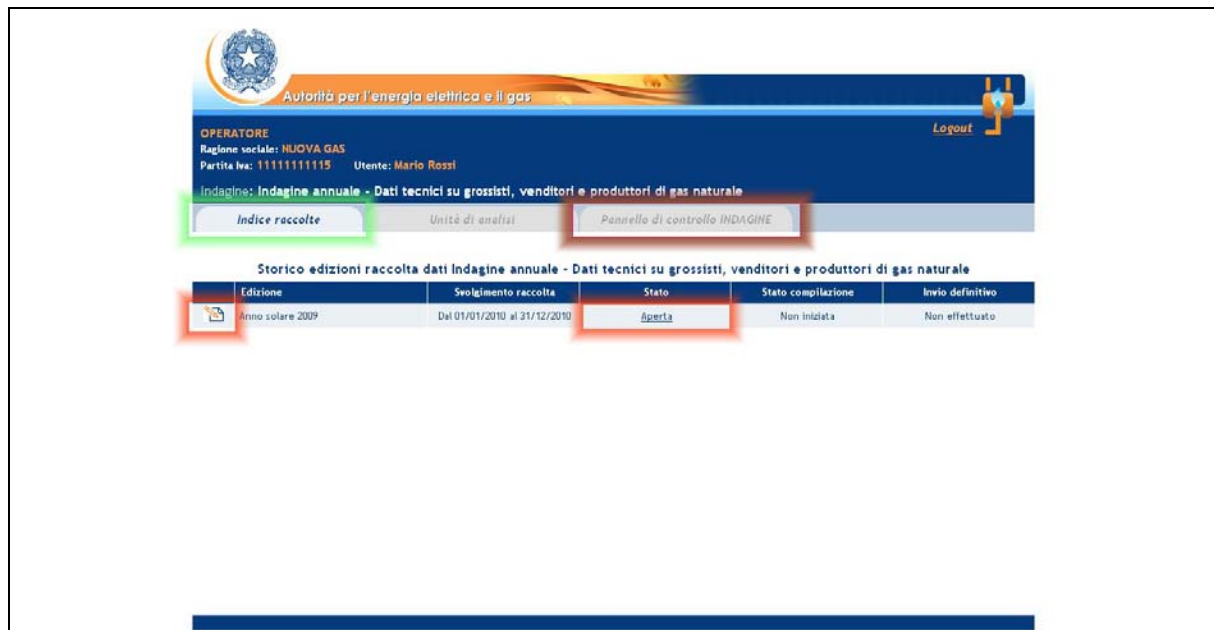 Autorità per l'energia elettrica e il gas
Logout
OPERATORE
Ragione sociale: NUOVA GAS
Partita Iva: 11111111115 Utente: Mario Rossi
Indagine: Indagine annuale - Dati tecnici su grossisti, venditori e produttori di gas naturale
Indice raccolte Unità di analisi Pannello di controllo INDAGINE
Storico edizioni raccolta dati Indagine annuale - Dati tecnici su grossisti, venditori e produttori di gas naturale
Edizione Svolgimento raccolta Stato Stato compilazione Invio definitivo
Anno solare 2009 Dal 01/01/2010 al 31/12/2010 Aperta Non iniziata Non effettuato